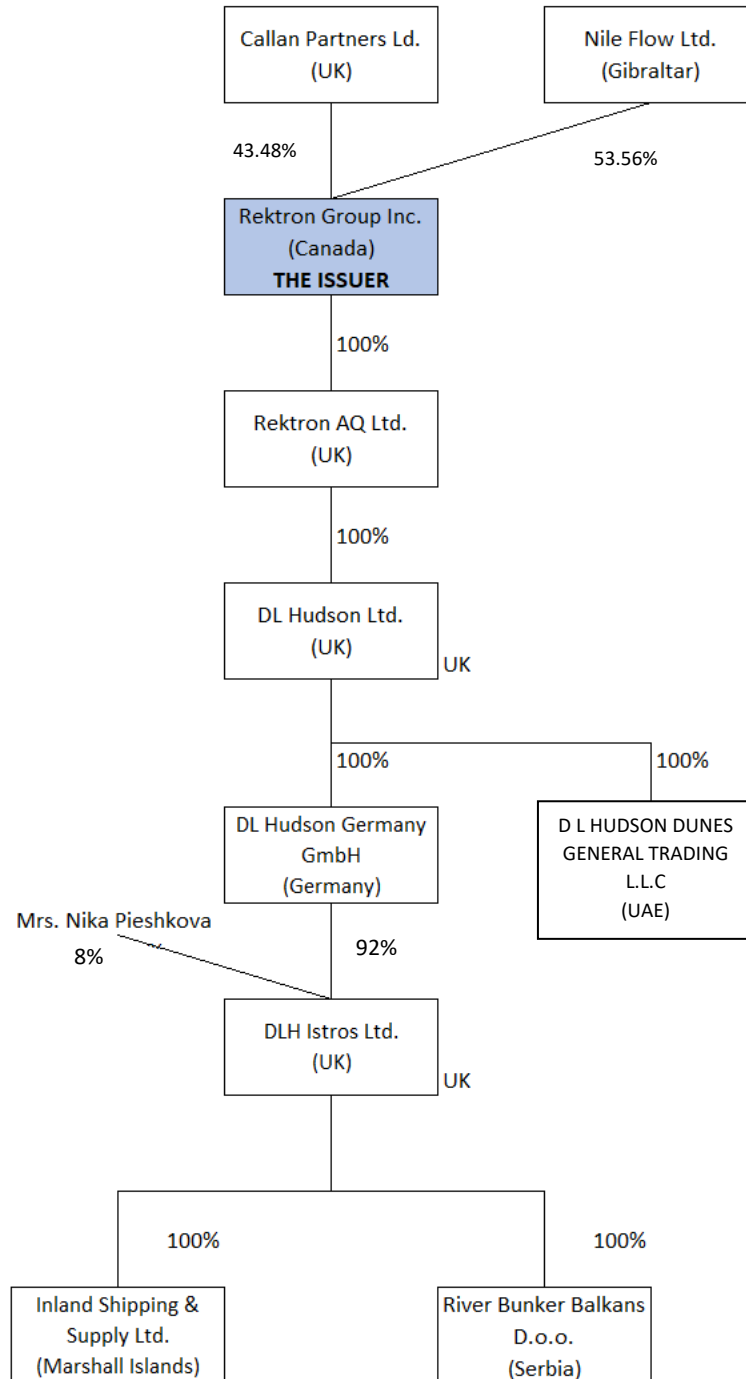 Callan Partners Ld.
(UK)
Nile Flow Ltd.
(Gibraltar)
43.48%
53.56%
Rektron Group Inc.
(Canada)
THE ISSUER
100%
Rektron AQ Ltd.
(UK)
100%
DL Hudson Ltd.
(UK)
UK
100%
100%
DL Hudson Germany
GmbH
(Germany)
D L HUDSON DUNES
GENERAL TRADING
L.L.C
(UAE)
Mrs. Nika Pieshkova
8%
92%
DLH Istros Ltd.
(UK)
UK
100%
100%
Inland Shipping &
Supply Ltd.
(Marshall Islands)
River Bunker Balkans
D.o.o.
(Serbia)